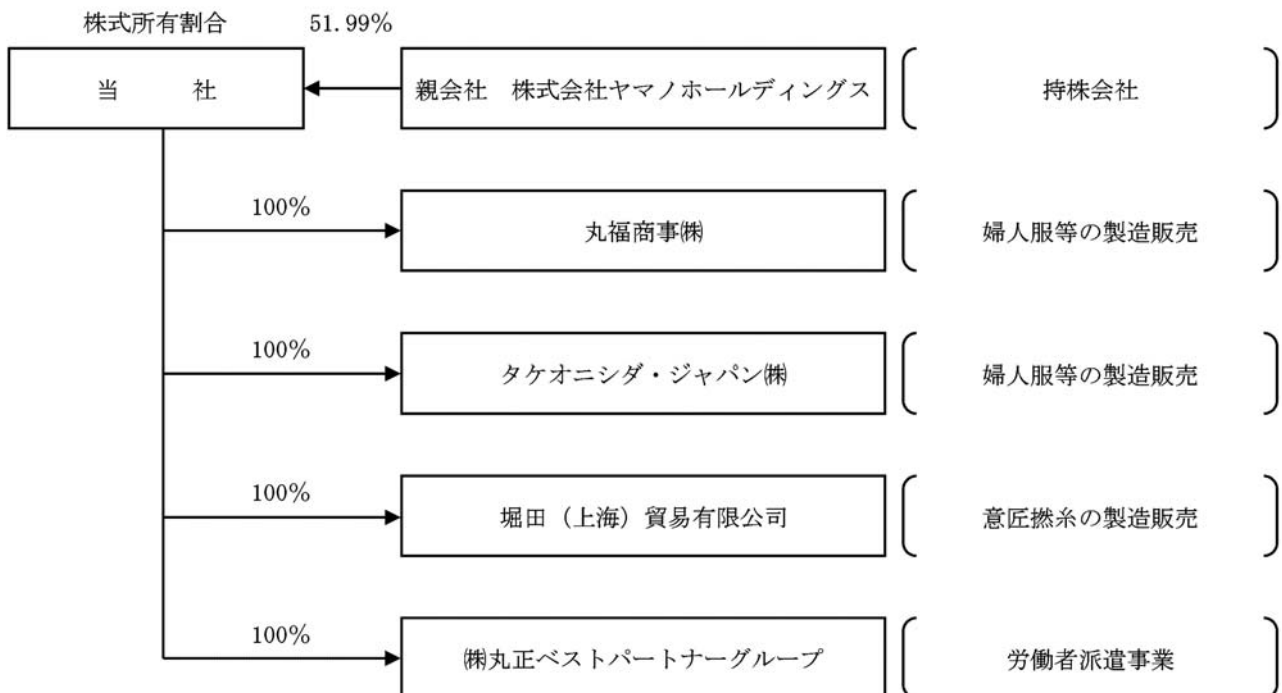 株式所有割合 51.99%
当 社 親会社 株式会社ヤマノホールディングス 持株会社
100% 丸福商事㈱ 婦人服等の製造販売
100% タケオニシダ・ジャパン㈱ 婦人服等の製造販売
100% 堀田（上海）貿易有限公司 意匠撚糸の製造販売
100% ㈱丸正ベストパートナーグループ 労働者派遣事業